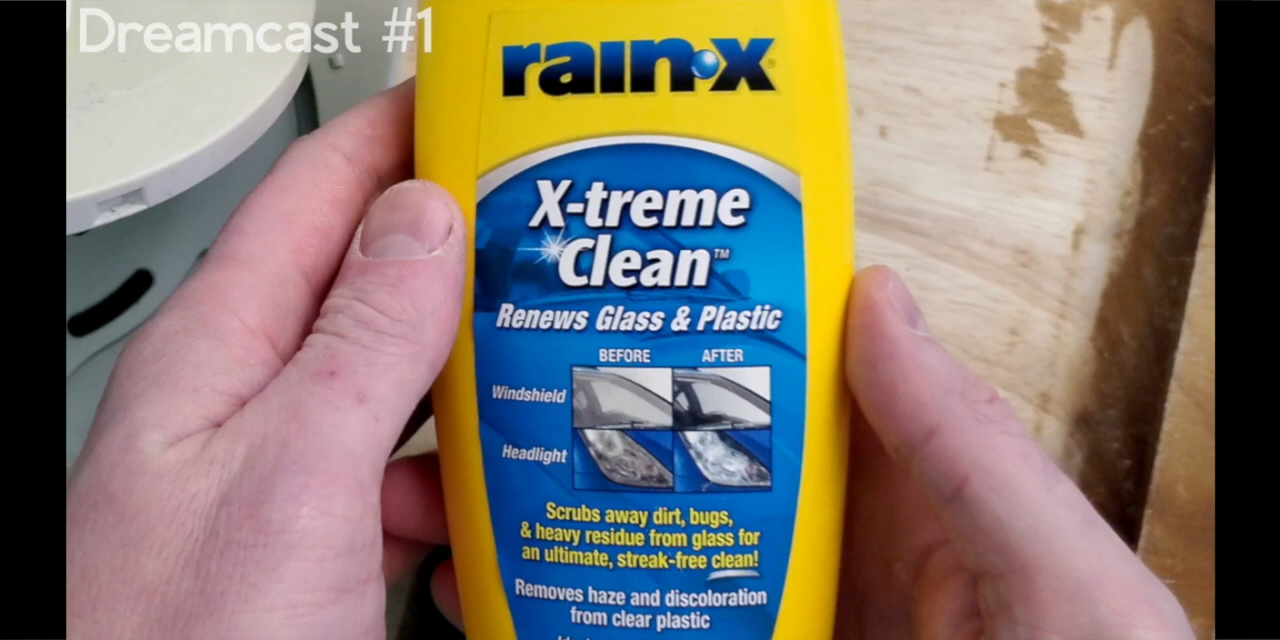 Dreamcast #1
rain·x®
X-treme
Clean™
Renews Glass & Plastic
BEFORE AFTER
Windshield
Headlight
Scrubs away dirt, bugs,
& heavy residue from glass for
an ultimate, streak-free clean!
Removes haze and discoloration
from clear plastic